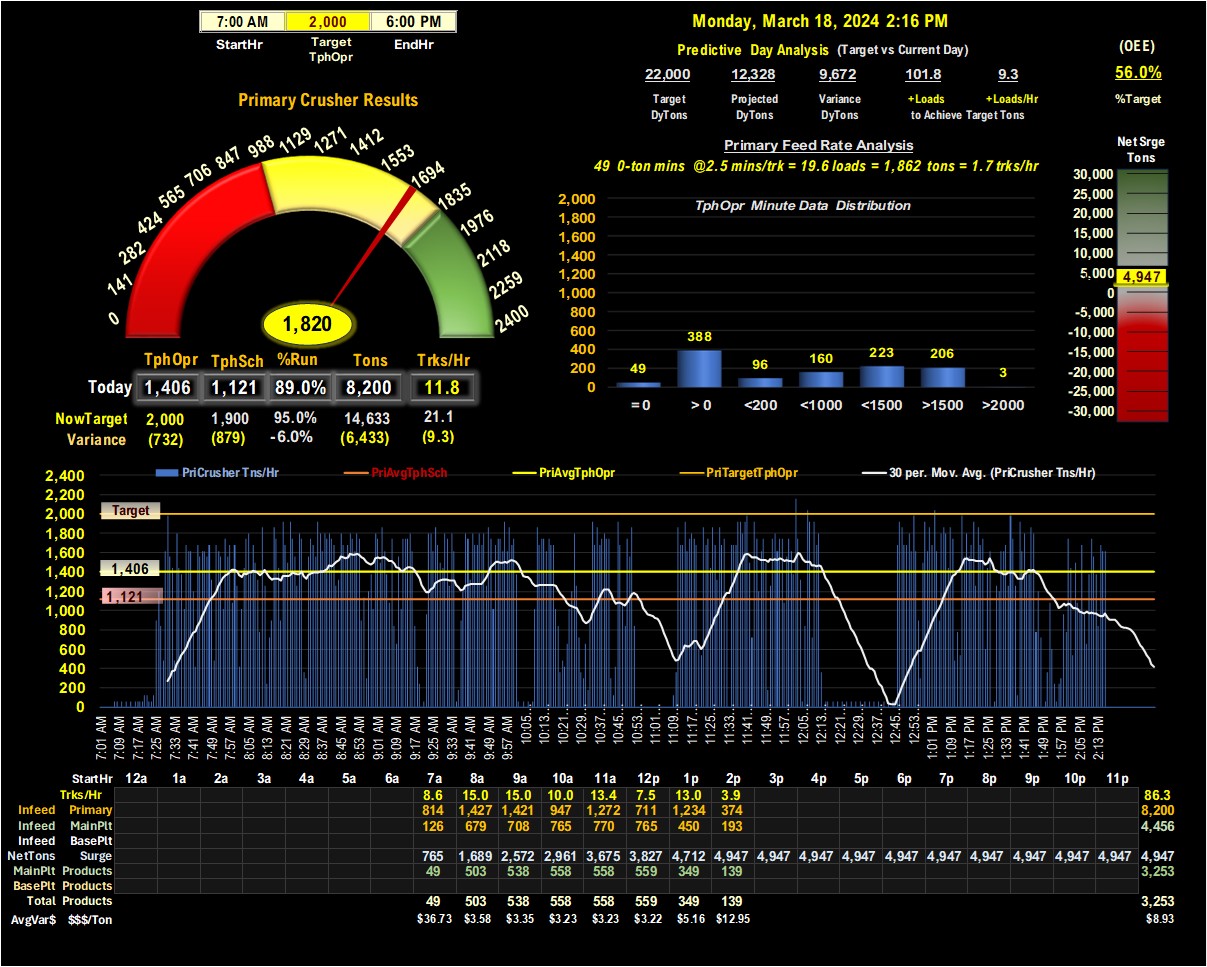 7:00 AM 2,000 6:00 PM
StartHr Target TphOpr EndHr
Monday, March 18, 2024 2:16 PM
Predictive Day Analysis (Target vs Current Day)
(OEE)
22,000 12,328 9,672 101.8 9.3
56.0%
Target DyTons Projected DyTons Variance DyTons +Loads +Loads/Hr to Achieve Target Tons
%Target
Primary Crusher Results
0 141 282 424 565 706 847 988 1129 1271 1412 1553 1694 1835 1976 2118 2259 2400
1,820
Primary Feed Rate Analysis
49 0-ton mins @2.5 mins/trk = 19.6 loads = 1,862 tons = 1.7 trks/hr
TphOpr Minute Data Distribution
2,000
1,800
1,600
1,400
1,200
1,000
800
600
400
200
0
49 388 96 160 223 206 3
= 0 > 0 <200 <1000 <1500 >1500 >2000
Net Srge Tons
30,000
25,000
20,000
15,000
10,000
5,000
4,947
0
-5,000
-10,000
-15,000
-20,000
-25,000
-30,000
TphOpr TphSch %Run Tons Trks/Hr
Today 1,406 1,121 89.0% 8,200 11.8
NowTarget 2,000 1,900 95.0% 14,633 21.1
Variance (732) (879) -6.0% (6,433) (9.3)
PriCrusher Tns/Hr PriAvgTphSch PriAvgTphOpr PriTargetTphOpr 30 per. Mov. Avg. (PriCrusher Tns/Hr)
2,400
2,200
2,000
1,800
1,600
1,400
1,200
1,000
800
600
400
200
0
Target
1,406
1,121
7:01 AM 7:09 AM 7:17 AM 7:25 AM 7:33 AM 7:41 AM 7:49 AM 7:57 AM 8:05 AM 8:13 AM 8:21 AM 8:29 AM 8:37 AM 8:45 AM 8:53 AM 9:01 AM 9:09 AM 9:17 AM 9:25 AM 9:33 AM 9:41 AM 9:49 AM 9:57 AM 10:05… 10:13… 10:21… 10:29… 10:37… 10:45… 10:53… 11:01… 11:09… 11:17… 11:25… 11:33… 11:41… 11:49… 11:57… 12:05… 12:13… 12:21… 12:29… 12:37… 12:45… 12:53… 1:01 PM 1:09 PM 1:17 PM 1:25 PM 1:33 PM 1:41 PM 1:49 PM 1:57 PM 2:05 PM 2:13 PM
StartHr 12a 1a 2a 3a 4a 5a 6a 7a 8a 9a 10a 11a 12p 1p 2p 3p 4p 5p 6p 7p 8p 9p 10p 11p
Trks/Hr 8.6 15.0 15.0 10.0 13.4 7.5 13.0 3.9 86.3
Infeed Primary 814 1,427 1,421 947 1,272 711 1,234 374 8,200
Infeed MainPlt 126 679 708 765 770 765 450 193 4,456
Infeed BasePlt
NetTons Surge 765 1,689 2,572 2,961 3,675 3,827 4,712 4,947 4,947 4,947 4,947 4,947 4,947 4,947 4,947 4,947 4,947 4,947
MainPlt Products 49 503 538 558 558 559 349 139 3,253
BasePlt Products
Total Products 49 503 538 558 558 559 349 139 3,253
AvgVar$ $$$/Ton $36.73 $3.58 $3.35 $3.23 $3.23 $3.22 $5.16 $12.95 $8.93